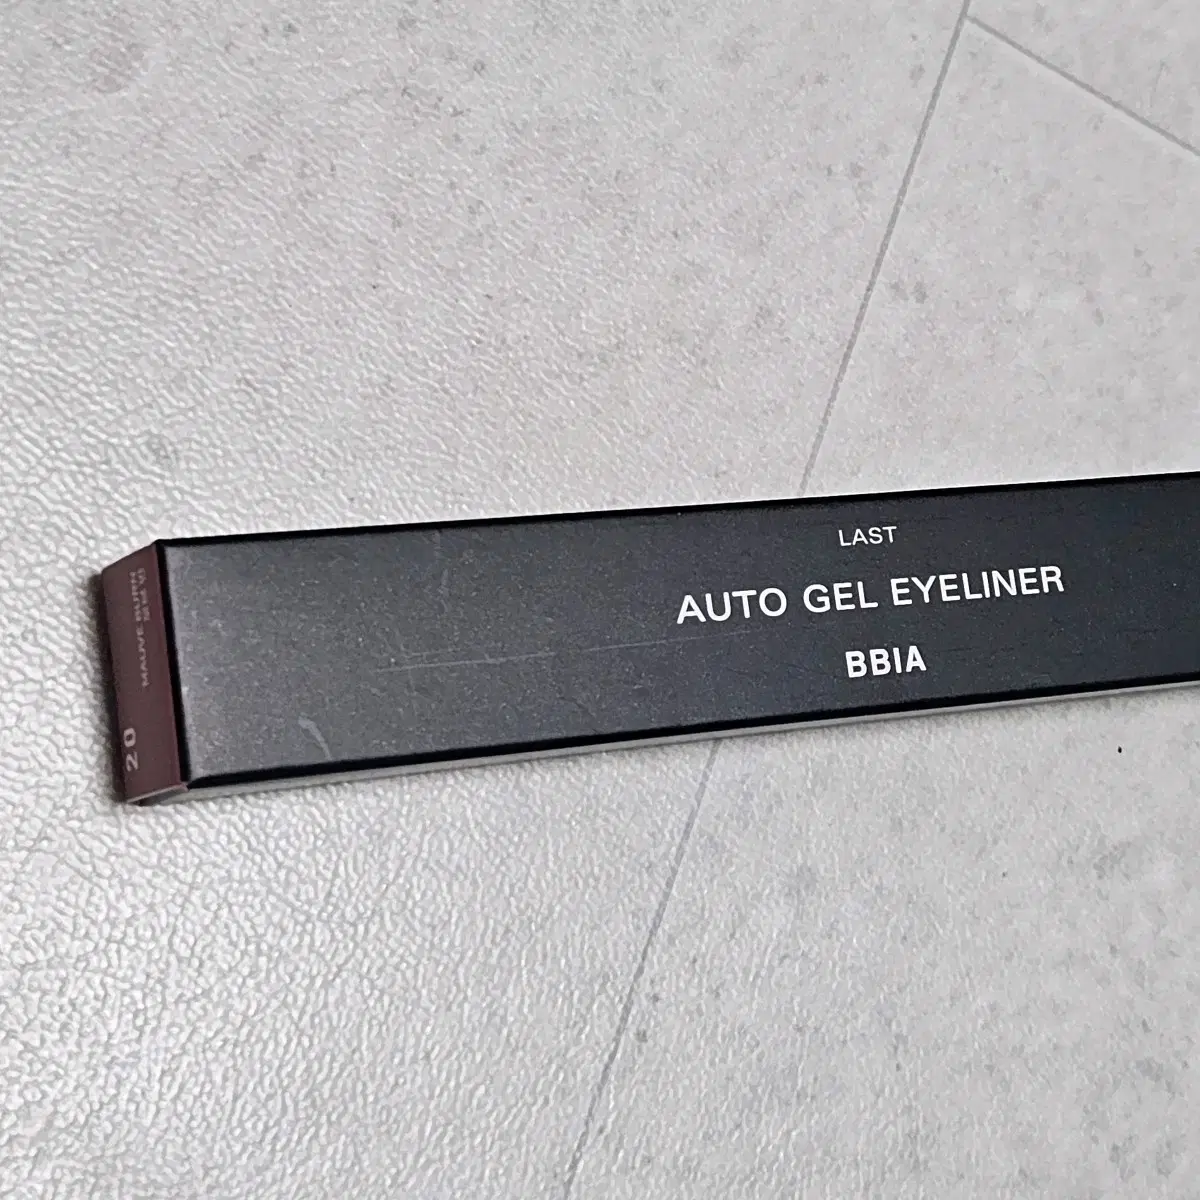 LAST
AUTO GEL EYELINER
BBIA
20
MAUVE BURN